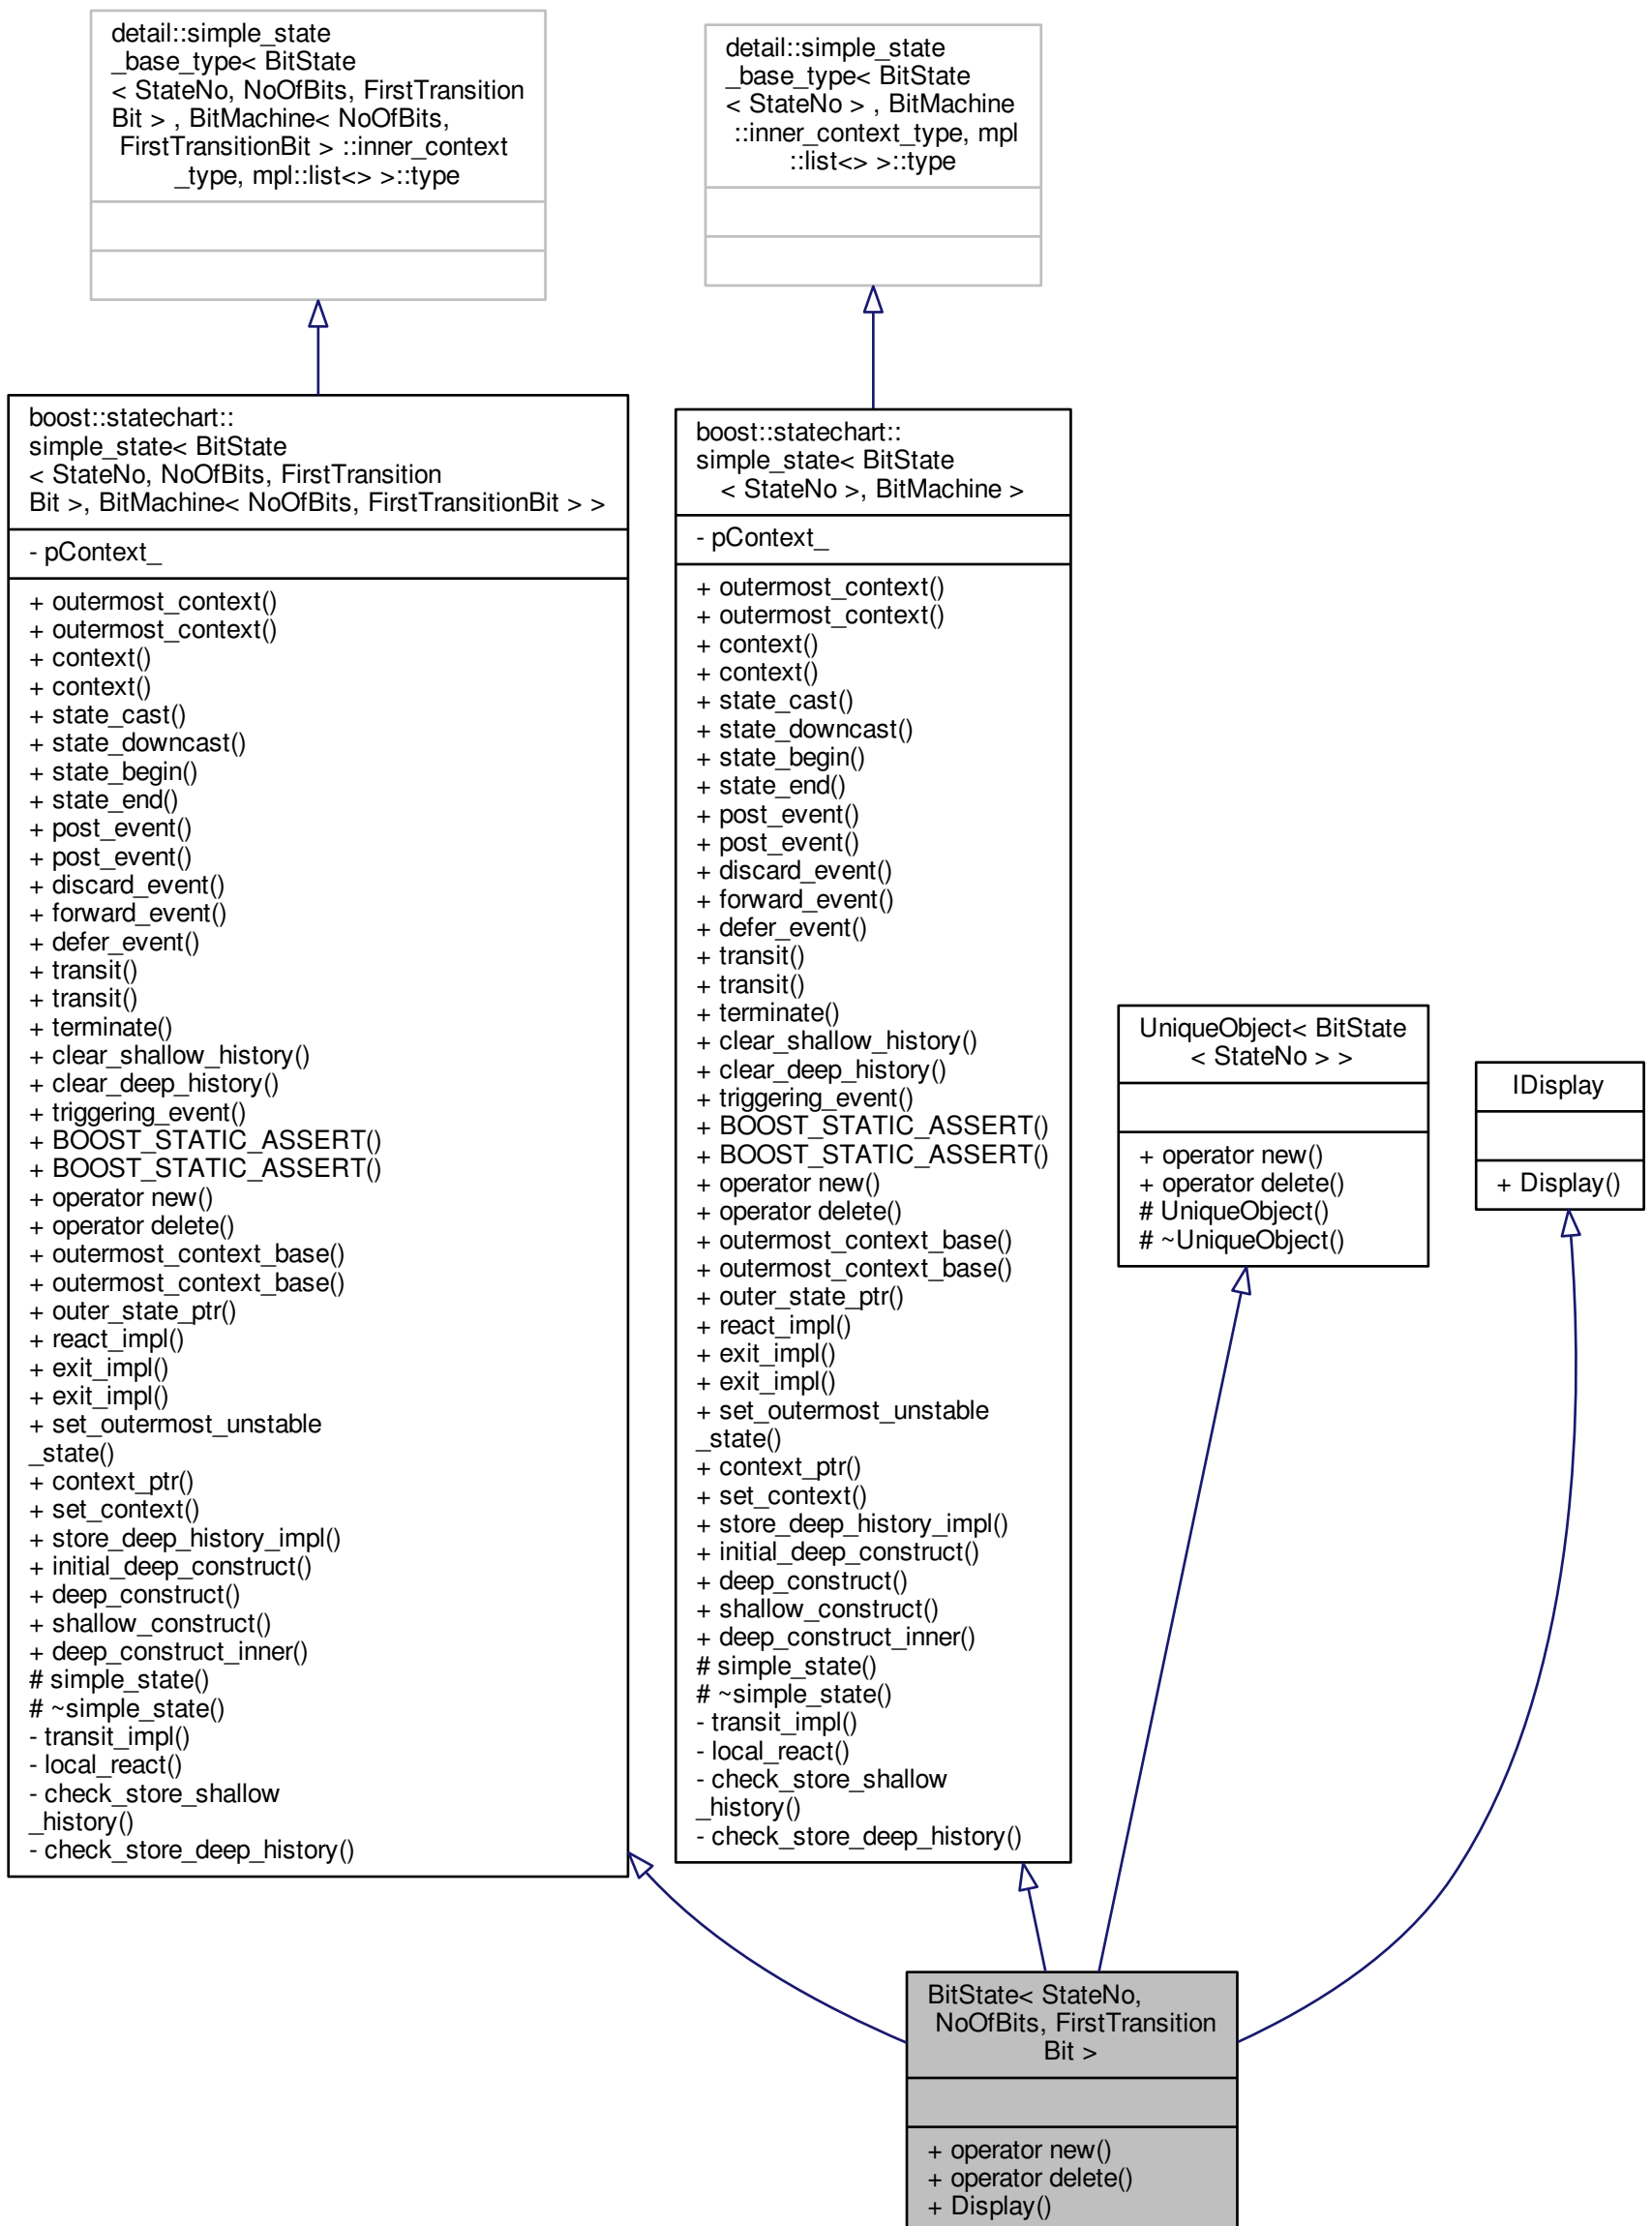 detail::simple_state
_base_type< BitState
< StateNo, NoOfBits, FirstTransition
Bit > , BitMachine< NoOfBits,
FirstTransitionBit > ::inner_context
_type, mpl::list<> >::type
detail::simple_state
_base_type< BitState
< StateNo > , BitMachine
::inner_context_type, mpl
::list<> >::type
boost::statechart::
simple_state< BitState
< StateNo, NoOfBits, FirstTransition
Bit >, BitMachine< NoOfBits, FirstTransitionBit > >
- pContext_
+ outermost_context()
+ outermost_context()
+ context()
+ context()
+ state_cast()
+ state_downcast()
+ state_begin()
+ state_end()
+ post_event()
+ post_event()
+ discard_event()
+ forward_event()
+ defer_event()
+ transit()
+ transit()
+ terminate()
+ clear_shallow_history()
+ clear_deep_history()
+ triggering_event()
+ BOOST_STATIC_ASSERT()
+ BOOST_STATIC_ASSERT()
+ operator new()
+ operator delete()
+ outermost_context_base()
+ outermost_context_base()
+ outer_state_ptr()
+ react_impl()
+ exit_impl()
+ exit_impl()
+ set_outermost_unstable
_state()
+ context_ptr()
+ set_context()
+ store_deep_history_impl()
+ initial_deep_construct()
+ deep_construct()
+ shallow_construct()
+ deep_construct_inner()
# simple_state()
# ~simple_state()
- transit_impl()
- local_react()
- check_store_shallow
_history()
- check_store_deep_history()
boost::statechart::
simple_state< BitState
< StateNo >, BitMachine >
- pContext_
+ outermost_context()
+ outermost_context()
+ context()
+ context()
+ state_cast()
+ state_downcast()
+ state_begin()
+ state_end()
+ post_event()
+ post_event()
+ discard_event()
+ forward_event()
+ defer_event()
+ transit()
+ transit()
+ terminate()
+ clear_shallow_history()
+ clear_deep_history()
+ triggering_event()
+ BOOST_STATIC_ASSERT()
+ BOOST_STATIC_ASSERT()
+ operator new()
+ operator delete()
+ outermost_context_base()
+ outermost_context_base()
+ outer_state_ptr()
+ react_impl()
+ exit_impl()
+ exit_impl()
+ set_outermost_unstable
_state()
+ context_ptr()
+ set_context()
+ store_deep_history_impl()
+ initial_deep_construct()
+ deep_construct()
+ shallow_construct()
+ deep_construct_inner()
# simple_state()
# ~simple_state()
- transit_impl()
- local_react()
- check_store_shallow
_history()
- check_store_deep_history()
UniqueObject< BitState
< StateNo > >
+ operator new()
+ operator delete()
# UniqueObject()
# ~UniqueObject()
IDisplay
+ Display()
BitState< StateNo,
NoOfBits, FirstTransition
Bit >
+ operator new()
+ operator delete()
+ Display()